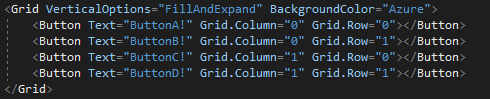 <Grid VerticalOptions="FillAndExpand" BackgroundColor="Azure">
<Button Text="ButtonA!" Grid.Column="0" Grid.Row="0"></Button>
<Button Text="ButtonB!" Grid.Column="0" Grid.Row="1"></Button>
<Button Text="ButtonC!" Grid.Column="1" Grid.Row="0"></Button>
<Button Text="ButtonD!" Grid.Column="1" Grid.Row="1"></Button>
</Grid>